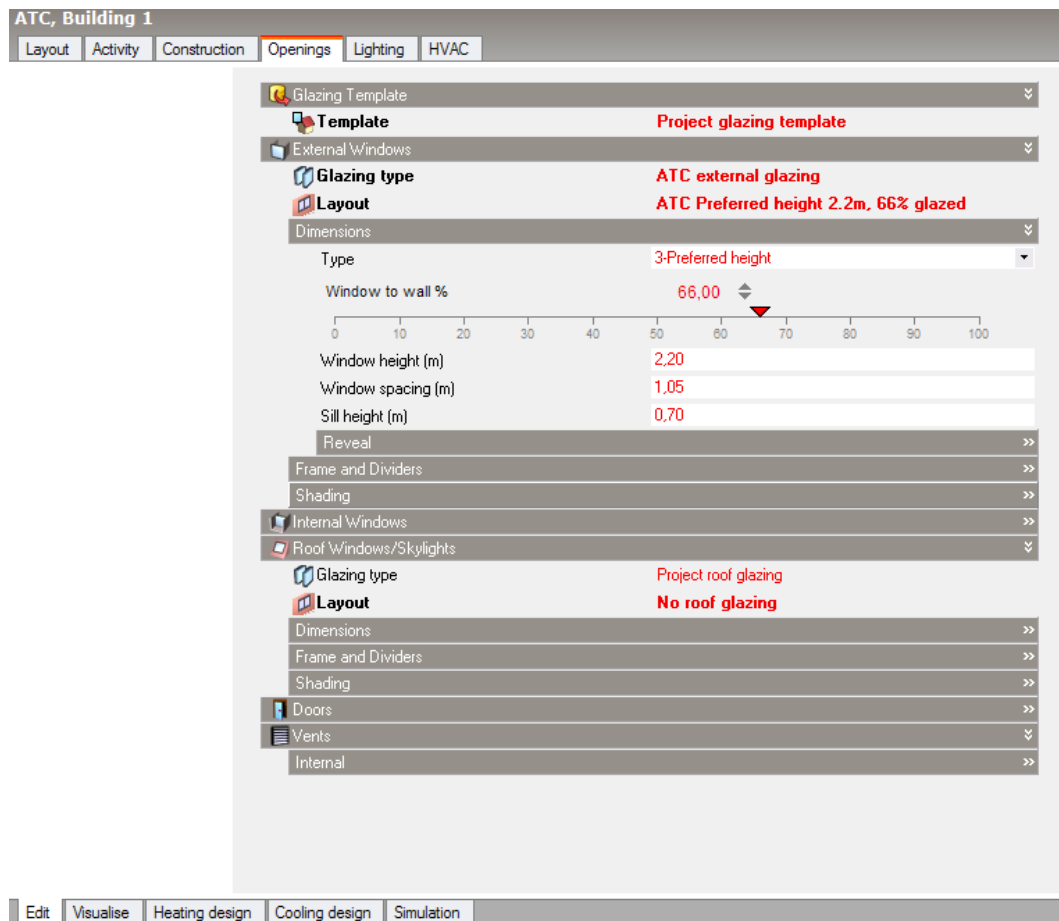 ATC, Building 1
Layout Activity Construction Openings Lighting HVAC
Glazing Template
Template Project glazing template
External Windows
Glazing type ATC external glazing
Layout ATC Preferred height 2.2m, 66% glazed
Dimensions
Type 3-Preferred height
Window to wall % 66,00
0 10 20 30 40 50 60 70 80 90 100
Window height (m) 2,20
Window spacing (m) 1,05
Sill height (m) 0,70
Reveal
Frame and Dividers
Shading
Internal Windows
Roof Windows/Skylights
Glazing type Project roof glazing
Layout No roof glazing
Dimensions
Frame and Dividers
Shading
Doors
Vents
Internal
Edit Visualise Heating design Cooling design Simulation